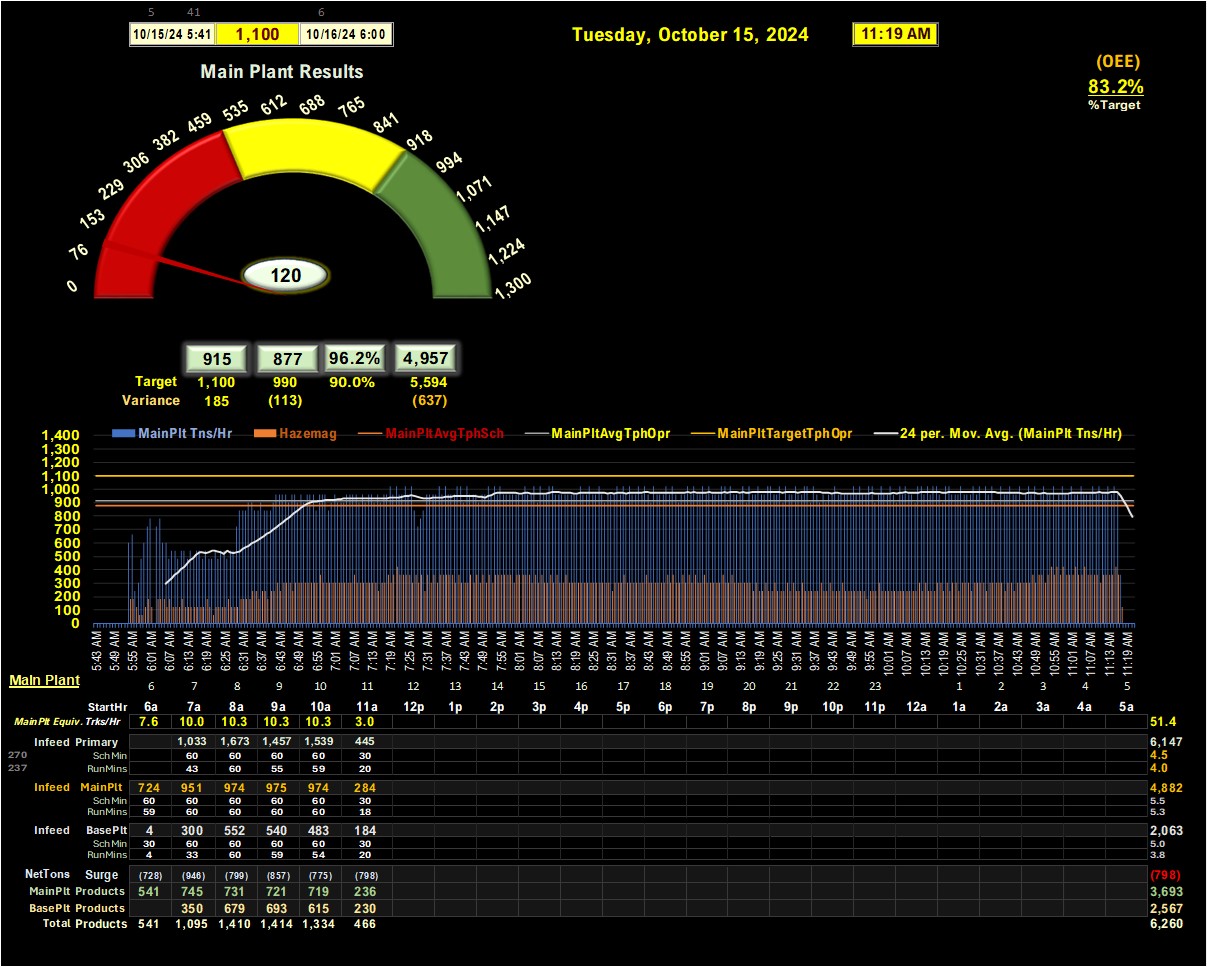 5 41 6
10/15/24 5:41 1,100 10/16/24 6:00 Tuesday, October 15, 2024 11:19 AM
(OEE)
83.2%
%Target
Main Plant Results
0 76 153 229 306 382 459 535 612 688 765 841 918 994 1,071 1,147 1,224 1,300
120
915 877 96.2% 4,957
Target 1,100 990 90.0% 5,594
Variance 185 (113) (637)
MainPlt Tns/Hr Hazemag MainPltAvgTphSch MainPltAvgTphOpr MainPltTargetTphOpr 24 per. Mov. Avg. (MainPlt Tns/Hr)
1,400
1,300
1,200
1,100
1,000
900
800
700
600
500
400
300
200
100
0
5:43 AM 5:49 AM 5:55 AM 6:01 AM 6:07 AM 6:13 AM 6:19 AM 6:25 AM 6:31 AM 6:37 AM 6:43 AM 6:49 AM 6:55 AM 7:01 AM 7:07 AM 7:13 AM 7:19 AM 7:25 AM 7:31 AM 7:37 AM 7:43 AM 7:49 AM 7:55 AM 8:01 AM 8:07 AM 8:13 AM 8:19 AM 8:25 AM 8:31 AM 8:37 AM 8:43 AM 8:49 AM 8:55 AM 9:01 AM 9:07 AM 9:13 AM 9:19 AM 9:25 AM 9:31 AM 9:37 AM 9:43 AM 9:49 AM 9:55 AM 10:01 AM 10:07 AM 10:13 AM 10:19 AM 10:25 AM 10:31 AM 10:37 AM 10:43 AM 10:49 AM 10:55 AM 11:01 AM 11:07 AM 11:13 AM 11:19 AM
Main Plant 6 7 8 9 10 11 12 13 14 15 16 17 18 19 20 21 22 23 1 2 3 4 5
StartHr 6a 7a 8a 9a 10a 11a 12p 1p 2p 3p 4p 5p 6p 7p 8p 9p 10p 11p 12a 1a 2a 3a 4a 5a
MainPlt Equiv. Trks/Hr 7.6 10.0 10.3 10.3 10.3 3.0 51.4
Infeed Primary 1,033 1,673 1,457 1,539 445 6,147
270 Sch Min 60 60 60 60 30 4.5
237 RunMins 43 60 55 59 20 4.0
Infeed MainPlt 724 951 974 975 974 284 4,882
Sch Min 60 60 60 60 60 30 5.5
RunMins 59 60 60 60 60 18 5.3
Infeed BasePlt 4 300 552 540 483 184 2,063
Sch Min 30 60 60 60 60 30 5.0
RunMins 4 33 60 59 54 20 3.8
NetTons Surge (728) (946) (799) (857) (775) (798) (798)
MainPlt Products 541 745 731 721 719 236 3,693
BasePlt Products 350 679 693 615 230 2,567
Total Products 541 1,095 1,410 1,414 1,334 466 6,260